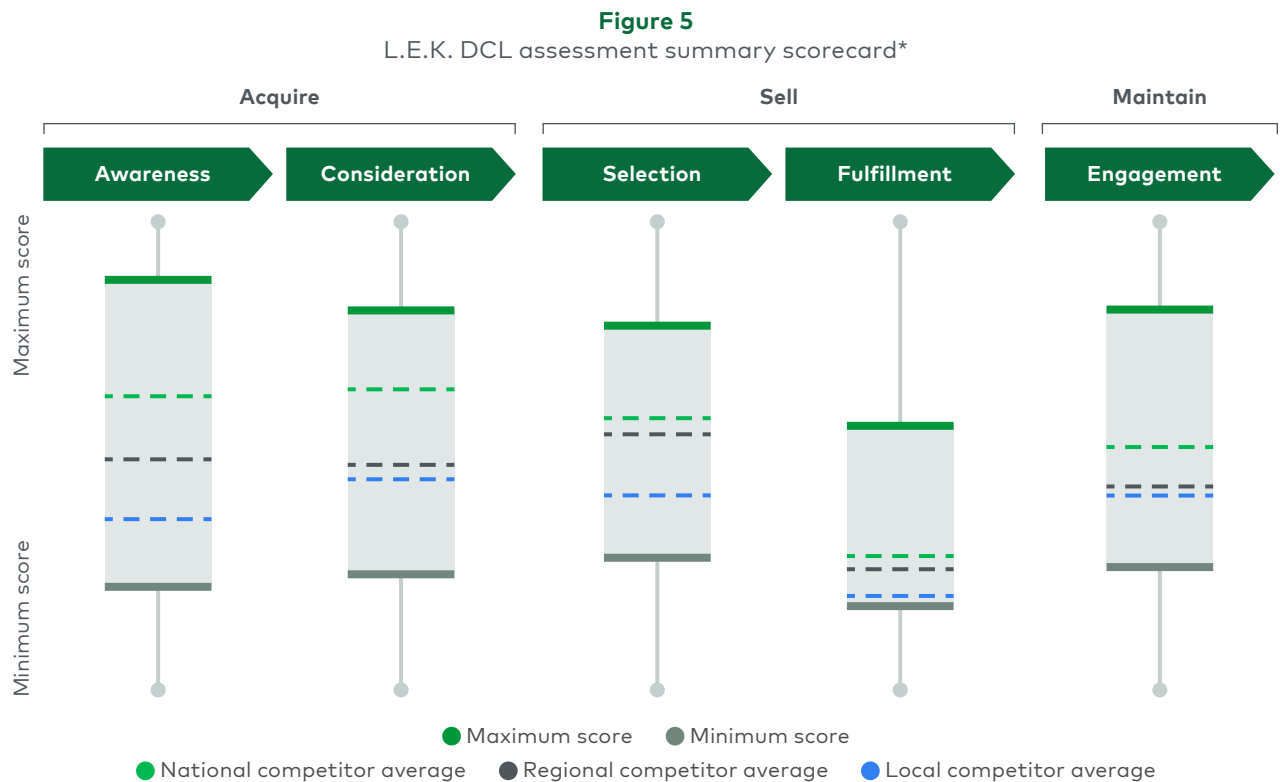 Figure 5
L.E.K. DCL assessment summary scorecard*
Acquire
Sell
Maintain
Awareness
Consideration
Selection
Fulfillment
Engagement
Maximum score
Minimum score
Maximum score
Minimum score
National competitor average
Regional competitor average
Local competitor average